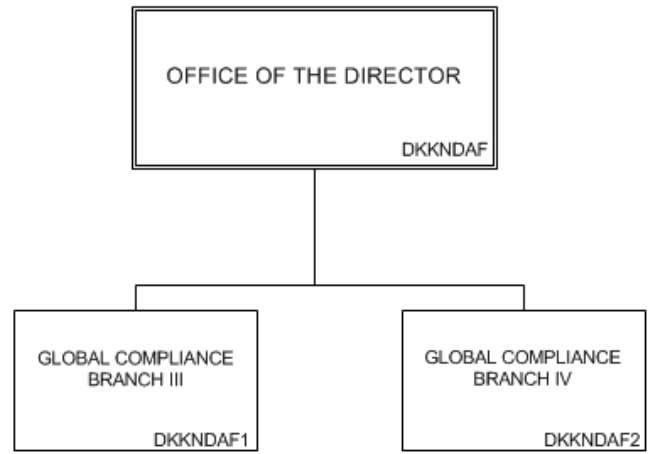 OFFICE OF THE DIRECTOR
DKKNDAF
GLOBAL COMPLIANCE
BRANCH III
DKKNDAF1
GLOBAL COMPLIANCE
BRANCH IV
DKKNDAF2